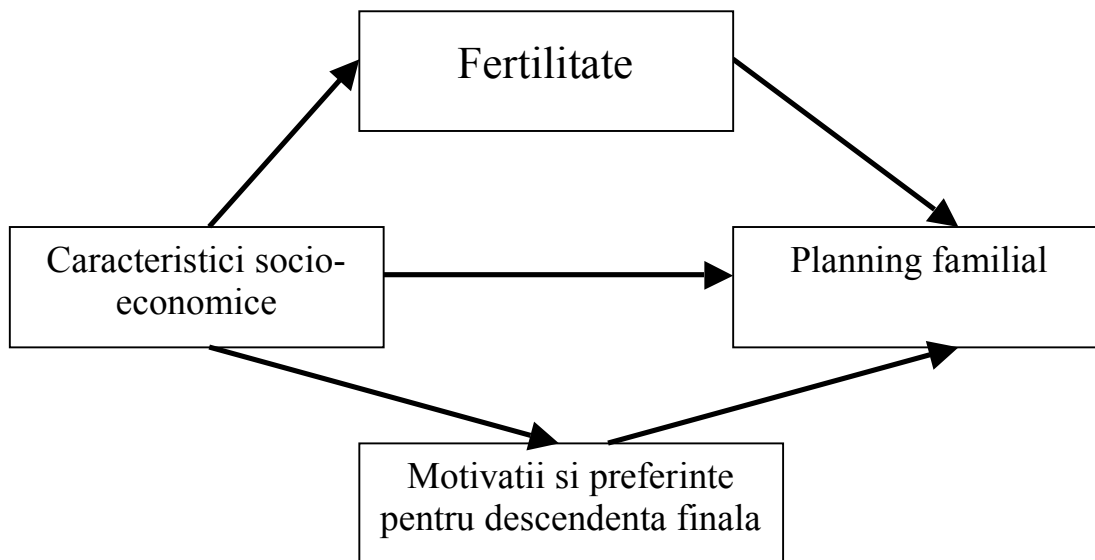 Fertilitate
Caracteristici socio-
economice
Planning familial
Motivatii si preferinte
pentru descendenta finala